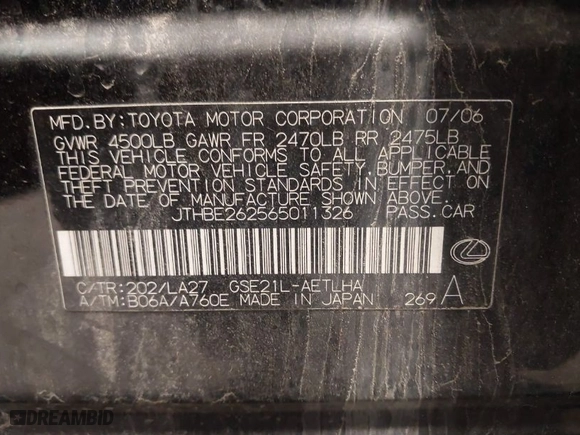 MFD.BY:TOYOTA MOTOR CORPORATION 07/06
GVWR 4500LB GAWR FR 2470LB RR 2475LB
THIS VEHICLE CONFORMS TO ALL APPLICABLE
FEDERAL MOTOR VEHICLE SAFETY,BUMPER,AND
THEFT PREVENTION STANDARDS IN EFFECT ON
THE DATE OF MANUFACTURE SHOWN ABOVE.
JTHBE262565011326 PASS.CAR
C/TR:202/LA27 GSE21L-AETLHA
A/TM:B06A/A760E MADE IN JAPAN 269 A
DREAMBID